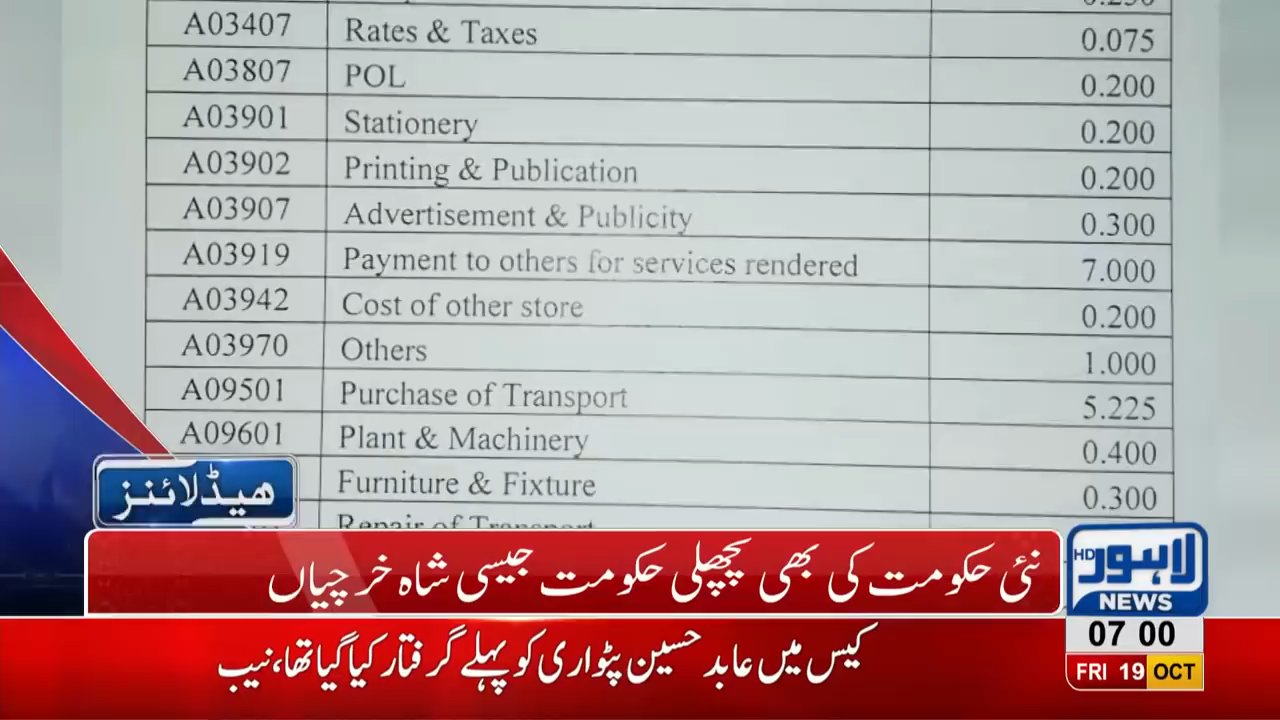 A03407 Rates & Taxes 0.075
A03807 POL 0.200
A03901 Stationery 0.200
A03902 Printing & Publication 0.200
A03907 Advertisement & Publicity 0.300
A03919 Payment to others for services rendered 7.000
A03942 Cost of other store 0.200
A03970 Others 1.000
A09501 Purchase of Transport 5.225
A09601 Plant & Machinery 0.400
Furniture & Fixture 0.300
Repair of Transport
ھیڈلائنز
نئی حکومت کی بھی پچھلی حکومت جیسی شاہ خرچیاں
HD لاہور
NEWS
07 00
FRI 19 OCT
کیس میں عابد حسین پٹواری کو پہلے گرفتار کیا گیا تھا، نیب